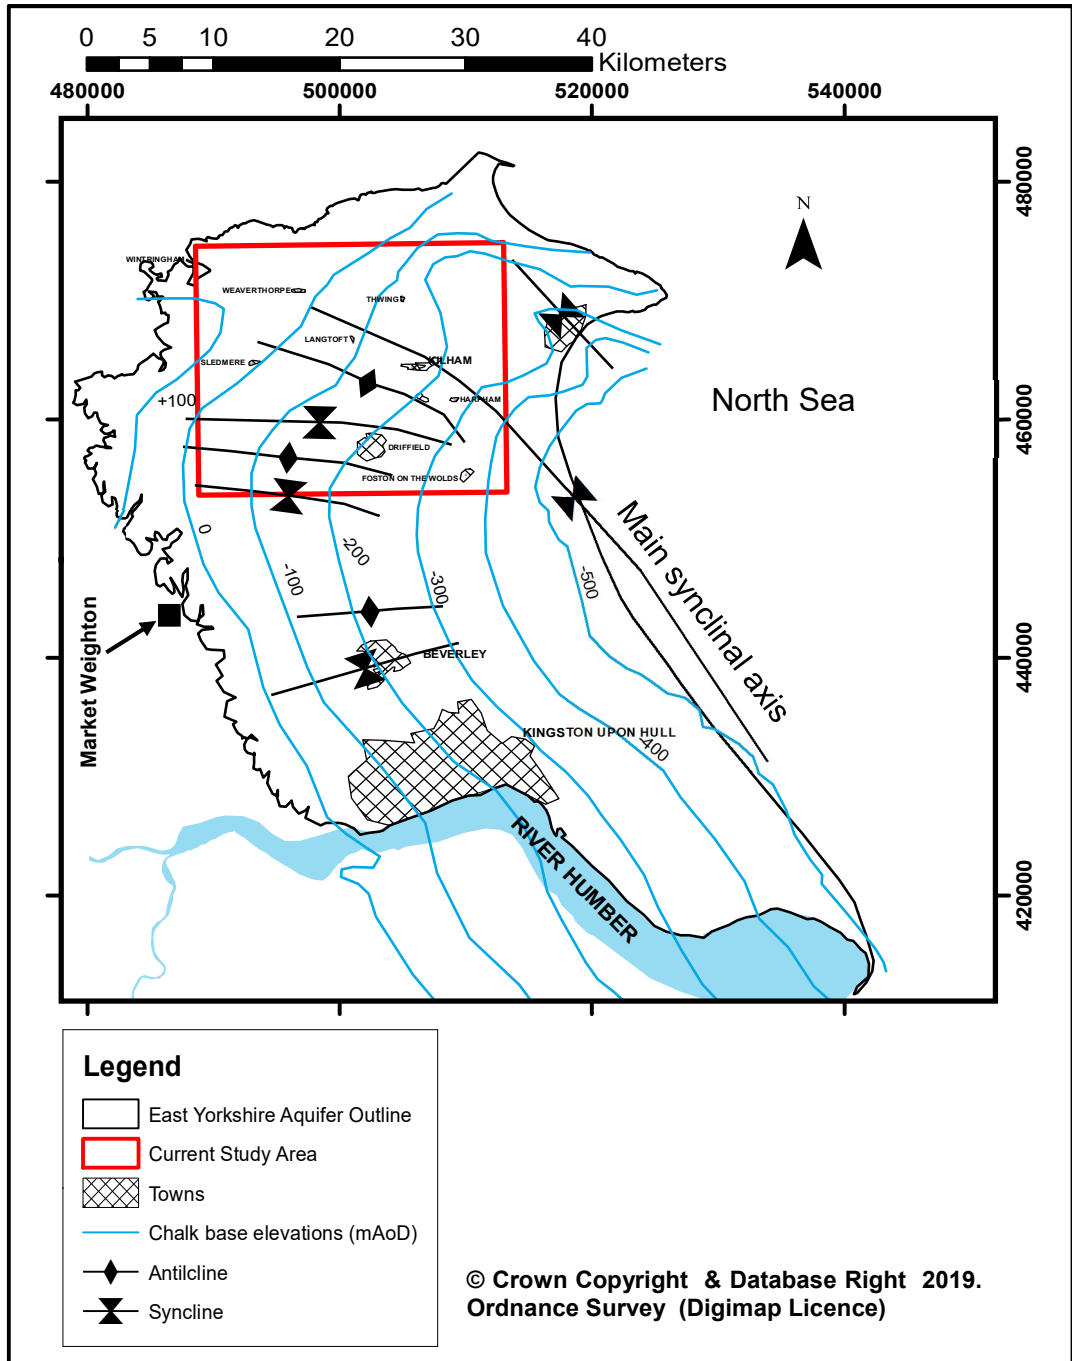 0 5 10 20 30 40
Kilometers
480000 500000 520000 540000
480000
N
WINTRINGHAM
WEAVERTHORPE
THWING
LANGTOFT
KILHAM
SLEDMERE
HARPHAM
+100
North Sea
460000
DRIFFIELD
FOSTON ON THE WOLDS
0
-100
-200
-300
-500
Main synclinal axis
Market Weighton
440000
BEVERLEY
KINGSTON UPON HULL
-400
RIVER HUMBER
420000
Legend
East Yorkshire Aquifer Outline
Current Study Area
Towns
Chalk base elevations (mAoD)
Antilcline
Syncline
© Crown Copyright & Database Right 2019.
Ordnance Survey (Digimap Licence)